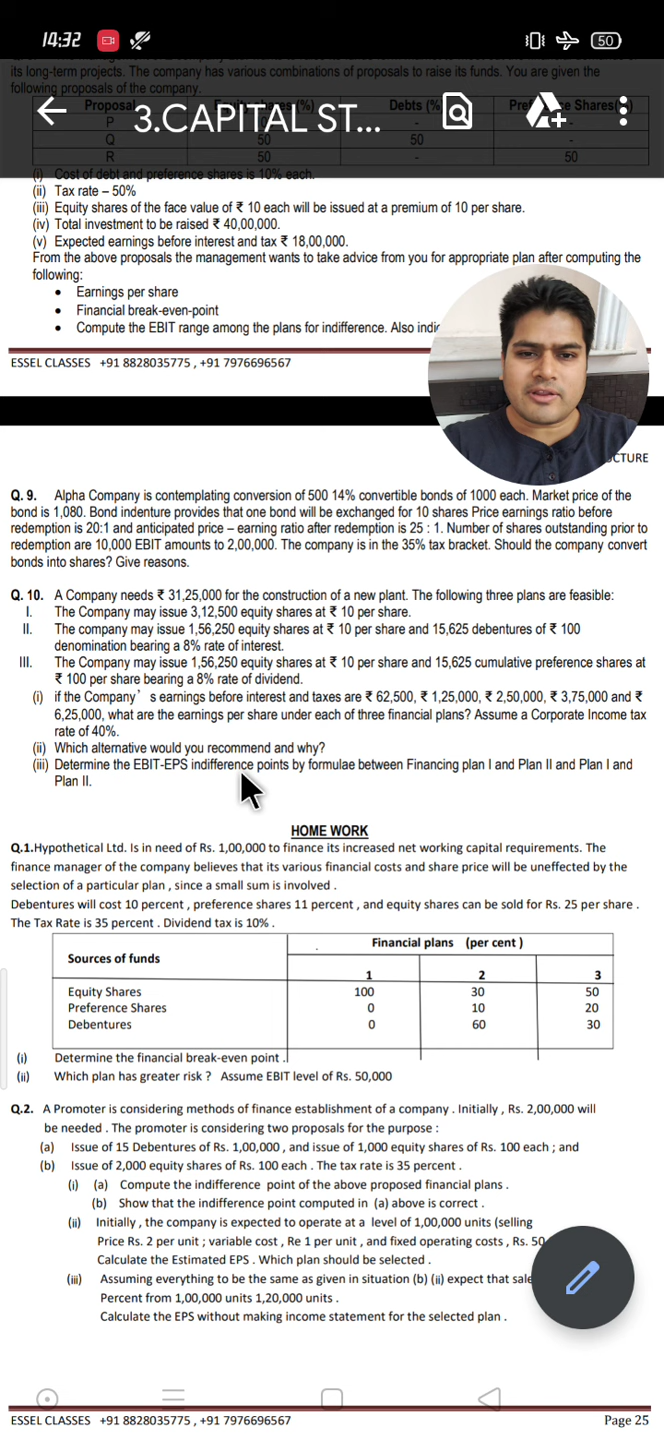 14:32
50
its long-term projects. The company has various combinations of proposals to raise its funds. You are given the
following proposals of the company.
3.CAPITAL ST...
Proposal Debts (%
P - -
Q 50 50 -
R 50 - 50
(i) Cost of debt and preference shares is 10% each.
(ii) Tax rate – 50%
(iii) Equity shares of the face value of ₹ 10 each will be issued at a premium of 10 per share.
(iv) Total investment to be raised ₹ 40,00,000.
(v) Expected earnings before interest and tax ₹ 18,00,000.
From the above proposals the management wants to take advice from you for appropriate plan after computing the
following:
• Earnings per share
• Financial break-even-point
• Compute the EBIT range among the plans for indifference. Also
ESSEL CLASSES +91 8828035775 , +91 7976696567
CTURE
Q. 9. Alpha Company is contemplating conversion of 500 14% convertible bonds of 1000 each. Market price of the
bond is 1,080. Bond indenture provides that one bond will be exchanged for 10 shares Price earnings ratio before
redemption is 20:1 and anticipated price – earning ratio after redemption is 25 : 1. Number of shares outstanding prior to
redemption are 10,000 EBIT amounts to 2,00,000. The company is in the 35% tax bracket. Should the company convert
bonds into shares? Give reasons.
Q. 10. A Company needs ₹ 31,25,000 for the construction of a new plant. The following three plans are feasible:
I. The Company may issue 3,12,500 equity shares at ₹ 10 per share.
II. The company may issue 1,56,250 equity shares at ₹ 10 per share and 15,625 debentures of ₹ 100
denomination bearing a 8% rate of interest.
III. The Company may issue 1,56,250 equity shares at ₹ 10 per share and 15,625 cumulative preference shares at
₹ 100 per share bearing a 8% rate of dividend.
(i) if the Company’ s earnings before interest and taxes are ₹ 62,500, ₹ 1,25,000, ₹ 2,50,000, ₹ 3,75,000 and ₹
6,25,000, what are the earnings per share under each of three financial plans? Assume a Corporate Income tax
rate of 40%.
(ii) Which alternative would you recommend and why?
(iii) Determine the EBIT-EPS indifference points by formulae between Financing plan I and Plan II and Plan I and
Plan II.
HOME WORK
Q.1.Hypothetical Ltd. Is in need of Rs. 1,00,000 to finance its increased net working capital requirements. The
finance manager of the company believes that its various financial costs and share price will be uneffected by the
selection of a particular plan , since a small sum is involved .
Debentures will cost 10 percent , preference shares 11 percent , and equity shares can be sold for Rs. 25 per share .
The Tax Rate is 35 percent . Dividend tax is 10% .
Sources of funds Financial plans (per cent )
1 2 3
Equity Shares 100 30 50
Preference Shares 0 10 20
Debentures 0 60 30
(i) Determine the financial break-even point .
(ii) Which plan has greater risk ? Assume EBIT level of Rs. 50,000
Q.2. A Promoter is considering methods of finance establishment of a company . Initially , Rs. 2,00,000 will
be needed . The promoter is considering two proposals for the purpose :
(a) Issue of 15 Debentures of Rs. 1,00,000 , and issue of 1,000 equity shares of Rs. 100 each ; and
(b) Issue of 2,000 equity shares of Rs. 100 each . The tax rate is 35 percent .
(i) (a) Compute the indifference point of the above proposed financial plans .
(b) Show that the indifference point computed in (a) above is correct .
(ii) Initially , the company is expected to operate at a level of 1,00,000 units (selling
Price Rs. 2 per unit ; variable cost , Re 1 per unit , and fixed operating costs , Rs. 50
Calculate the Estimated EPS . Which plan should be selected .
(iii) Assuming everything to be the same as given in situation (b) (ii) expect that sale
Percent from 1,00,000 units 1,20,000 units .
Calculate the EPS without making income statement for the selected plan .
ESSEL CLASSES +91 8828035775 , +91 7976696567 Page 25